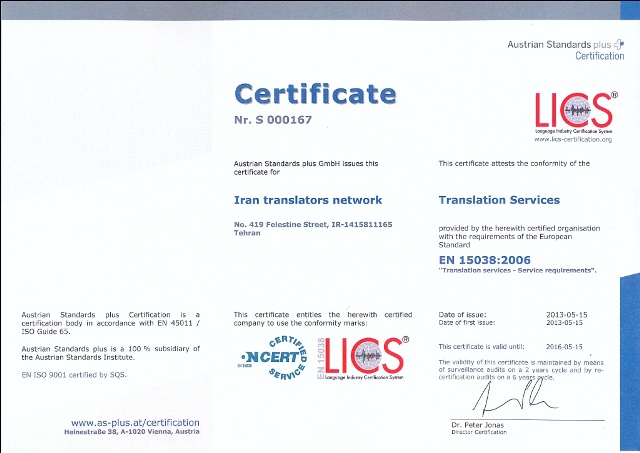 Austrian Standards plus
Certification
Certificate
Nr. S 000167
LICS®
Language Industry Certification System
www.lics-certification.org
Austrian Standards plus GmbH issues this
certificate for
Iran translators network
No. 419 Felestine Street, IR-1415811165
Tehran
This certificate attests the conformity of the
Translation Services
provided by the herewith certified organisation
with the requirements of the European
Standard
EN 15038:2006
"Translation services - Service requirements".
Austrian Standards plus Certification is a
certification body in accordance with EN 45011 /
ISO Guide 65.
Austrian Standards plus is a 100 % subsidiary of
the Austrian Standards Institute.
EN ISO 9001 certified by SQS.
This certificate entitles the herewith certified
company to use the conformity marks:
CERTIFIED
NCERT
SERVICE
EN 15038
LICS®
Language Industry Certification System
Date of issue: 2013-05-15
Date of first issue: 2013-05-15
This certificate is valid until: 2016-05-15
The validity of this certificate is maintained by means
of surveillance audits on a 2 years cycle and by re-
certification audits on a 6 years cycle.
Dr. Peter Jonas
Director Certification
www.as-plus.at/certification
Heinestraße 38, A-1020 Vienna, Austria